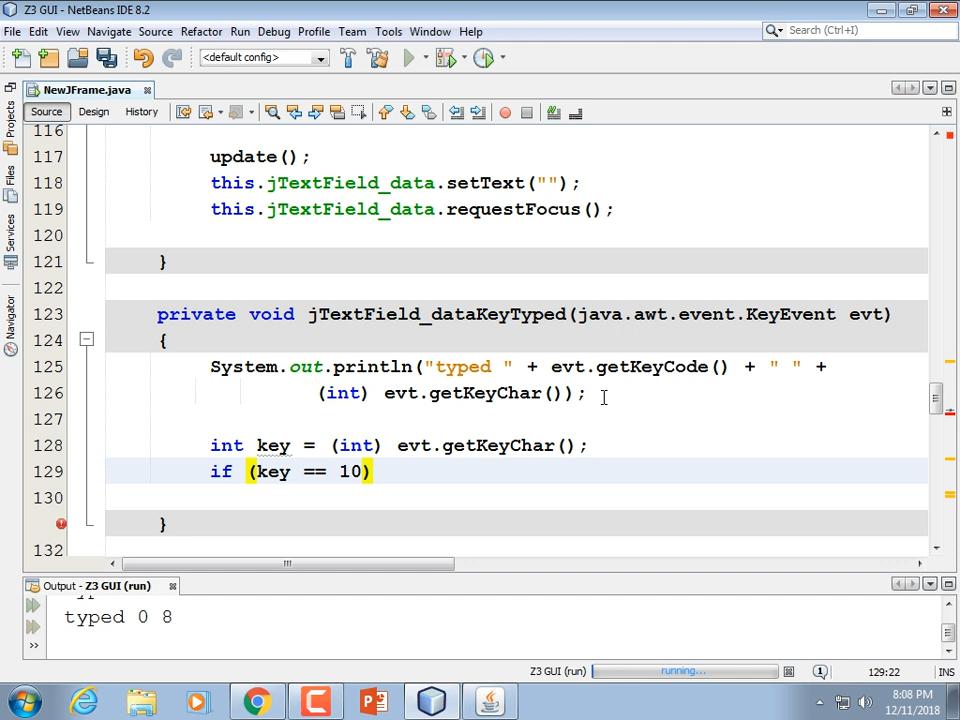 Z3 GUI - NetBeans IDE 8.2
File Edit View Navigate Source Refactor Run Debug Profile Team Tools Window Help
Search (Ctrl+I)
<default config>
NewJFrame.java
Source Design History
Projects
Files
Services
Navigator
116
117 update();
118 this.jTextField_data.setText("");
119 this.jTextField_data.requestFocus();
120
121 }
122
123 private void jTextField_dataKeyTyped(java.awt.event.KeyEvent evt)
124 {
125 System.out.println("typed " + evt.getKeyCode() + " " +
126 (int) evt.getKeyChar());
127
128 int key = (int) evt.getKeyChar();
129 if (key == 10)
130
}
132
Output - Z3 GUI (run)
typed 0 8
Z3 GUI (run) running... 1 129:22 INS
8:08 PM
12/11/2018